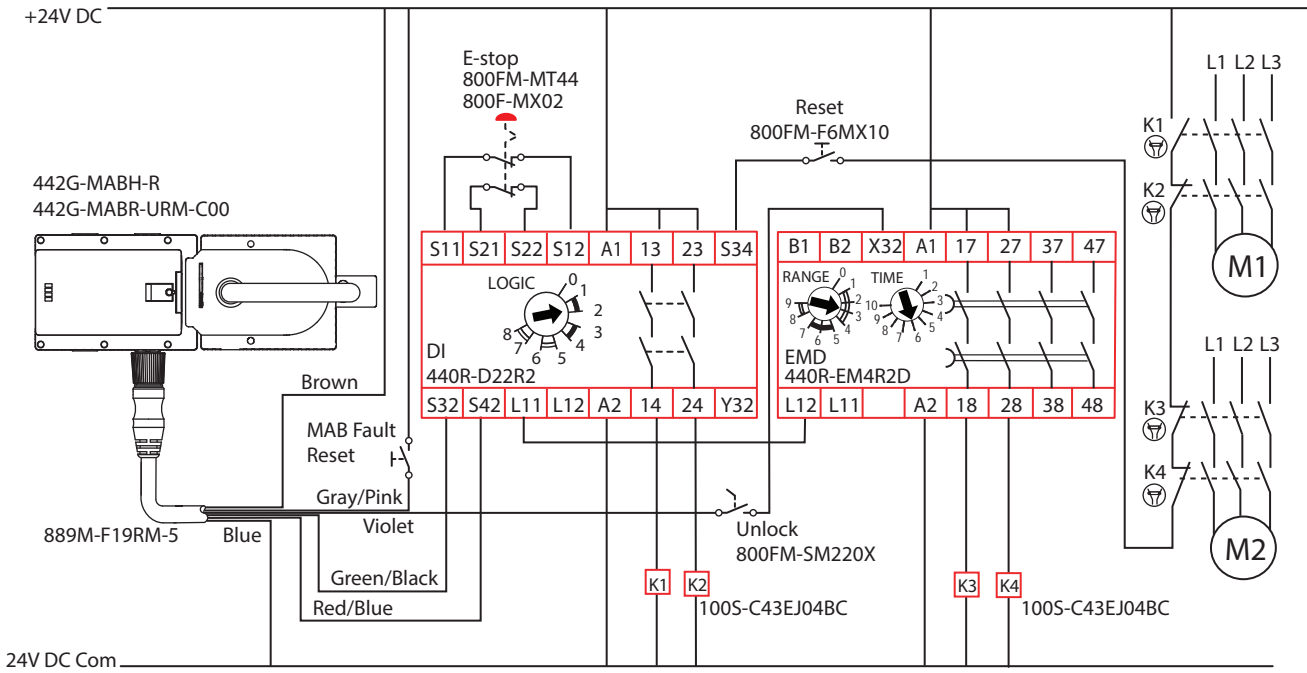 +24V DC
E-stop
800FM-MT44
800F-MX02
Reset
800FM-F6MX10
L1 L2 L3
K1
K2
M1
442G-MABH-R
442G-MABR-URM-C00
S11 S21 S22 S12 A1 13 23 S34
LOGIC
0 1 2 3 4 5 6 7 8
DI
440R-D22R2
S32 S42 L11 L12 A2 14 24 Y32
B1 B2 X32 A1 17 27 37 47
RANGE
0 1 2 3 4 5 6 7 8 9
TIME
1 2 3 4 5 6 7 8 9 10
EMD
440R-EM4R2D
L12 L11 A2 18 28 38 48
L1 L2 L3
K3
K4
M2
Brown
MAB Fault
Reset
Gray/Pink
Violet
889M-F19RM-5
Blue
Unlock
800FM-SM220X
Green/Black
Red/Blue
K1 K2
100S-C43EJ04BC
K3 K4
100S-C43EJ04BC
24V DC Com